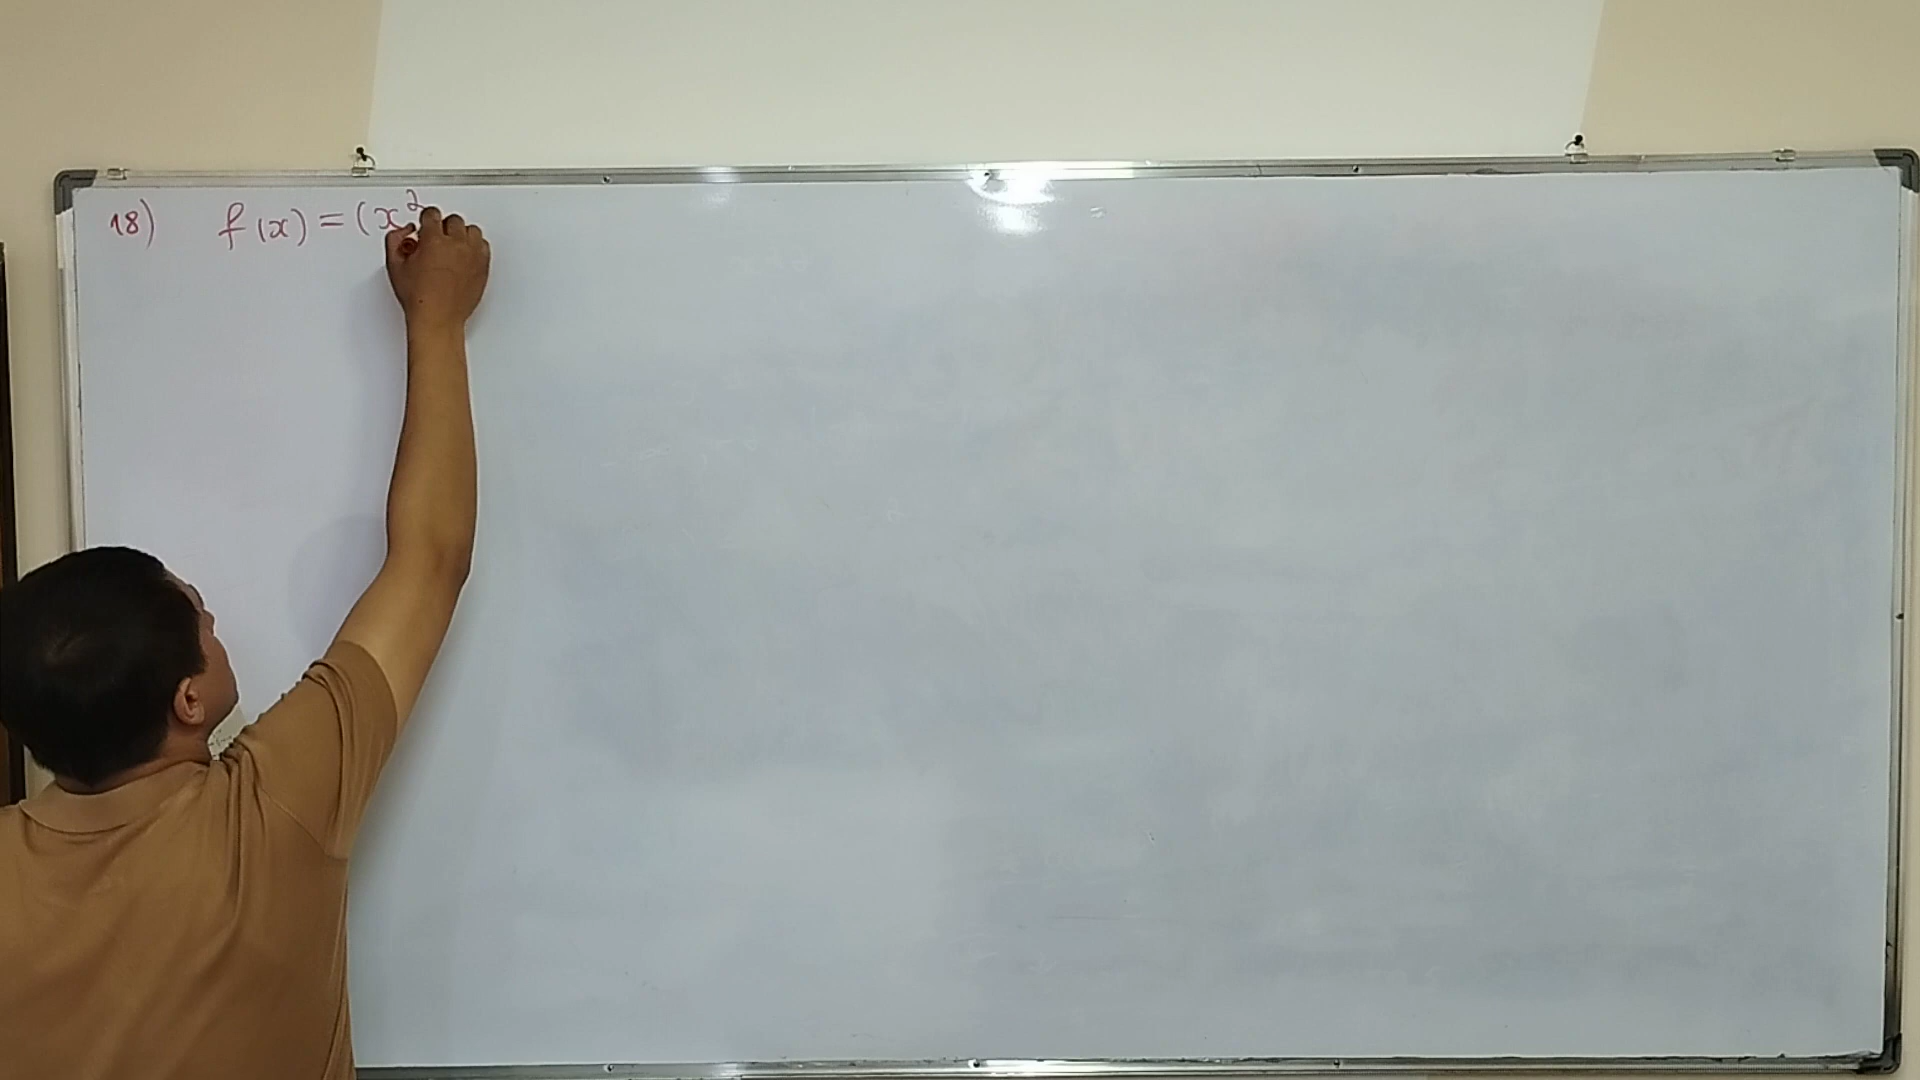 18) f(x) = (x²